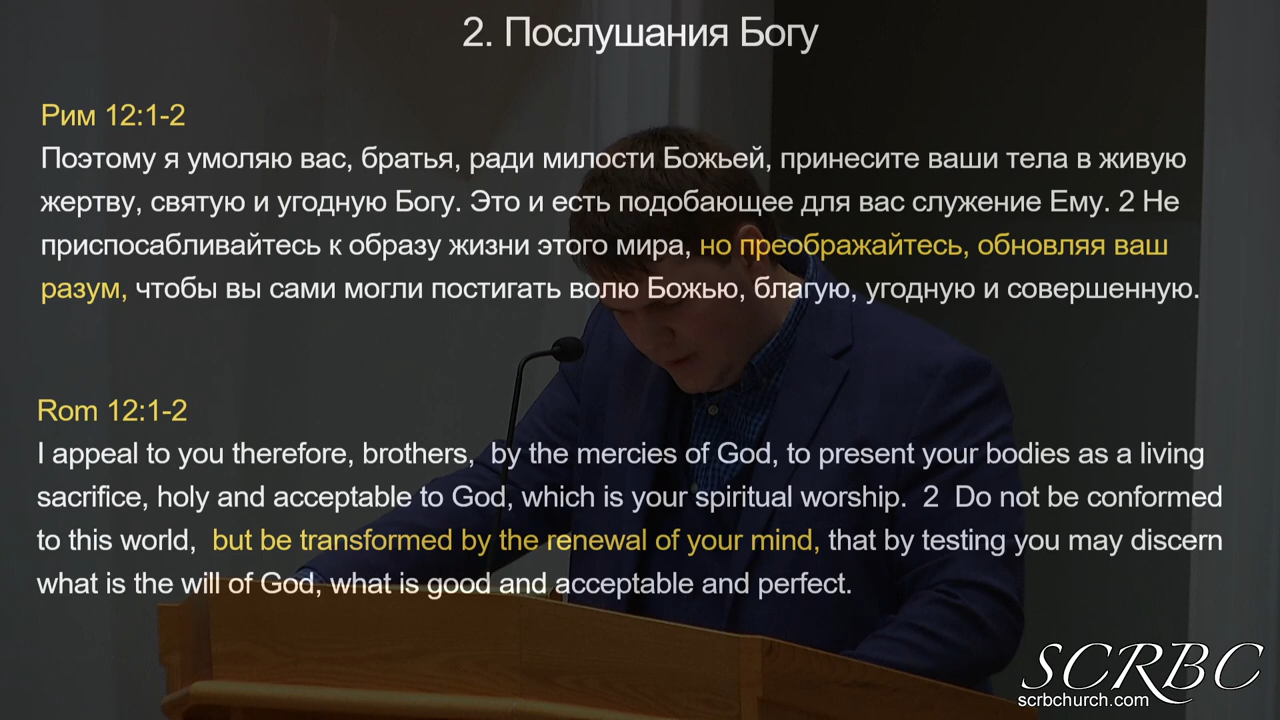 2. Послушания Богу
Рим 12:1-2
Поэтому я умоляю вас, братья, ради милости Божьей, принесите ваши тела в живую
жертву, святую и угодную Богу. Это и есть подобающее для вас служение Ему. 2 Не
приспосабливайтесь к образу жизни этого мира, но преображайтесь, обновляя ваш
разум, чтобы вы сами могли постигать волю Божью, благую, угодную и совершенную.
Rom 12:1-2
I appeal to you therefore, brothers, by the mercies of God, to present your bodies as a living
sacrifice, holy and acceptable to God, which is your spiritual worship. 2 Do not be conformed
to this world, but be transformed by the renewal of your mind, that by testing you may discern
what is the will of God, what is good and acceptable and perfect.
SCRBC
scrbchurch.com